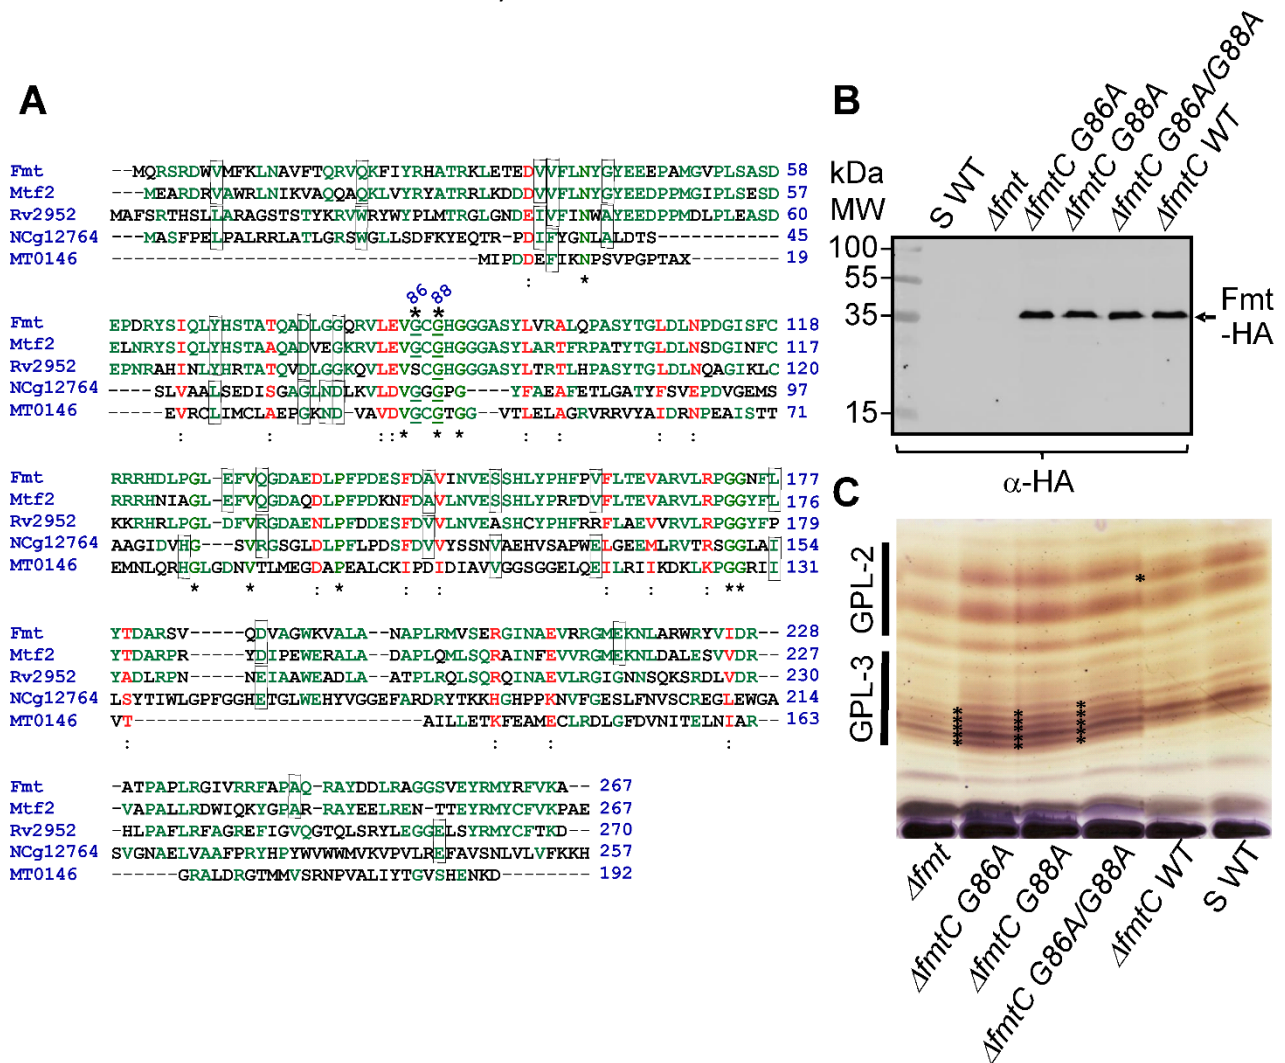 A
Fmt --MQRSRDWVMFKLNAVFTQRVQKFIYRHATRKLETEDVVFLNYGYEEEPAMGVPLSASD 58
Mtf2 ---MEARDRVAWRLNIKVAQQAQKLVYRYATRRLKDDDVVFLNYGYEEDPPMGIPLSASD 57
Rv2952 MAFSRTHSLLARAGSTSTYKRVWRYWYPLMTRGLGNDEIVFINWAYEEDPPMDLPLEASD 60
NCg12764 ---MASFPELPALRRLATLGRSWGLLSDFKYEQTR-PDIFYGNLALDTS----------- 45
MT0146 ---------------------------------MIPDDEFIKNPSVPGPTAX-------- 19
: *
86 88
* *
Fmt EPDRYSIQLYHSTATQADLGGQRVLEVGCGHGGGASYLVRALQPASYTGLDLNPDGISFC 118
Mtf2 ELNRYSIQLYHSTAAQADVEGKRVLEVGCGHGGGASYLARTFRPATYTGLDLNSDGINFC 117
Rv2952 EPNRAHINLYHRTATQVDLGGKQVLEVSCGHGGGASYLTRTLHPASYTGLDLNQAGIKLC 120
NCg12764 ----SLVAALSEDISGAGLNDLKVLDVGGGPG----YFAEAFETLGATYFSVEPDVGEMS 97
MT0146 -----EVRCLIMCLAEPGKND-VAVDVGCGTG---VTLELAGRVRRVYAIDRNPEAISTT 71
: : : : * * * : : : :
Fmt RRRHDLPGL-EFVQGDAEDLPFPDESFDAVINVESSHLYPHFPVFLTEVARVLRPGGNFL 177
Mtf2 RRRHNIAGL-EFVQGDAQDLPFPDKNFDAVLNVESSHLYPRFDVFLTEVARVLRPGGYFL 176
Rv2952 KKRHRLPGL-DFVRGDAENLPFDDESFDVVLNVEASHCYPHFRRFLAEVVRVLRPGGYFP 179
NCg12764 AAGIDVHG---SVRGSGLDLPFLPDSFDVVYSSNVAEHVSAPWELGEEMLRVTRSGGLAI 154
MT0146 EMNLQRHGLGDNVTLMEGDAPEALCKIPDIDIAVVGGSGGELQEILRIIKDKLKPGGRII 131
* * : * : : : : : * *
Fmt YTDARSV-----QDVAGWKVALA--NAPLRMVSERGINAEVRRGMEKNLARWRYVIDR-- 228
Mtf2 YTDARPR-----YDIPEWERALA--DAPLQMLSQRAINFEVVRGMEKNLDALESVVDR-- 227
Rv2952 YADLRPN-----NEIAAWEADLA--ATPLRQLSQRQINAEVLRGIGNNSQKSRDLVDR-- 230
NCg12764 LSYTIWLGPFGGHETGLWEHYVGGEFARDRYTKKHGHPPKNVFGESLFNVSCREGLEWGA 214
MT0146 VT--------------------------AILLETKFEAMECLRDLGFDVNITELNIAR-- 163
: : : :
Fmt -ATPAPLRGIVRRFAPAQ-RAYDDLRAGGSVEYRMYRFVKA-- 267
Mtf2 -VAPALLRDWIQKYGPAR-RAYEELREN-TTEYRMYCFVKPAE 267
Rv2952 -HLPAFLRFAGREFIGVQGTQLSRYLEGGELSYRMYCFTKD-- 270
NCg12764 SVGNAELVAAFPRYHPYWVWWMVKVPVLREFAVSNLVLVFKKH 257
MT0146 ------GRALDRGTMMVSRNPVALIYTGVSHENKD-------- 192
B
kDa
MW
S WT
Δfmt
ΔfmtC G86A
ΔfmtC G88A
ΔfmtC G86A/G88A
ΔfmtC WT
100
55
35
15
Fmt
-HA
α-HA
C
GPL-2
GPL-3
*
*****
*****
*****
Δfmt
ΔfmtC G86A
ΔfmtC G88A
ΔfmtC G86A/G88A
ΔfmtC WT
S WT